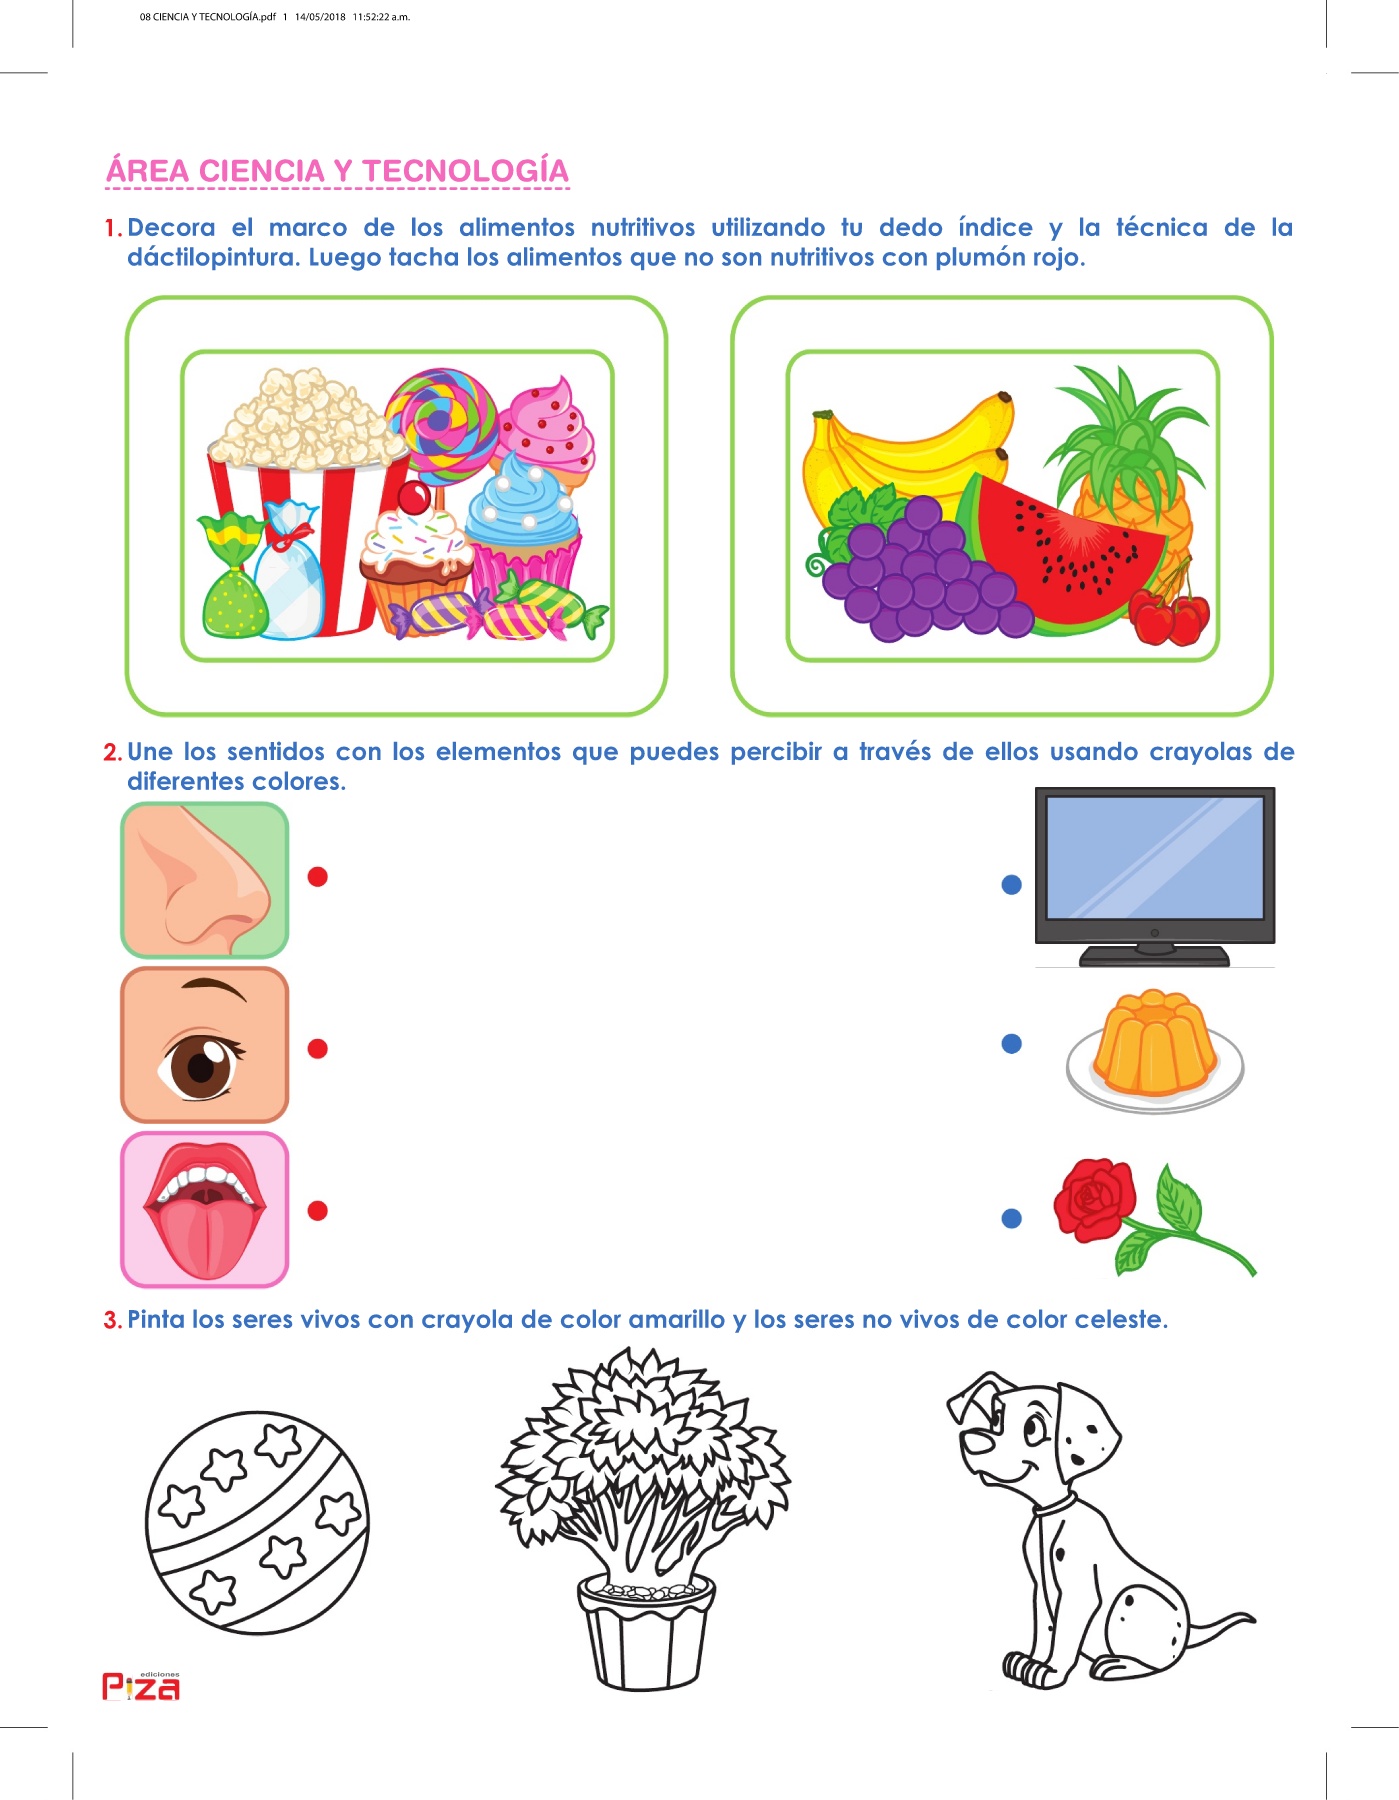 08 CIENCIA Y TECNOLOGÍA.pdf 1 14/05/2018 11:52:22 a.m.
ÁREA CIENCIA Y TECNOLOGÍA
1. Decora el marco de los alimentos nutritivos utilizando tu dedo índice y la técnica de la
dáctilopintura. Luego tacha los alimentos que no son nutritivos con plumón rojo.
2. Une los sentidos con los elementos que puedes percibir a través de ellos usando crayolas de
diferentes colores.
3. Pinta los seres vivos con crayola de color amarillo y los seres no vivos de color celeste.
ediciones
Piza